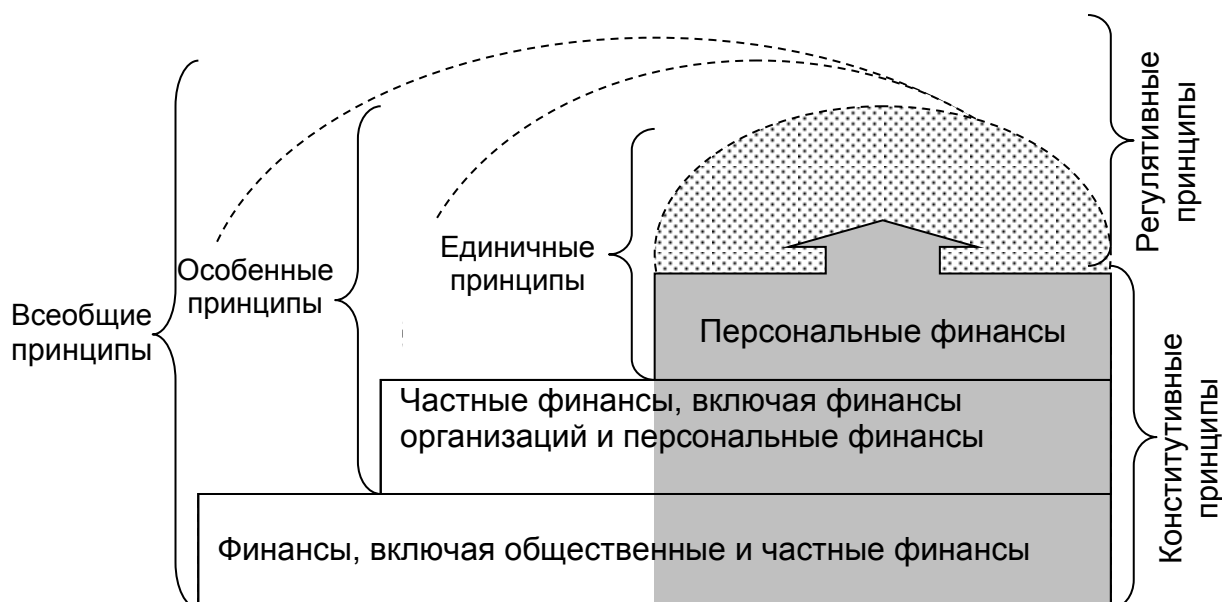 Всеобщие
принципы
Особенные
принципы
Единичные
принципы
Регулятивные
принципы
Персональные финансы
Частные финансы, включая финансы
организаций и персональные финансы
Финансы, включая общественные и частные финансы
Конститутивные
принципы